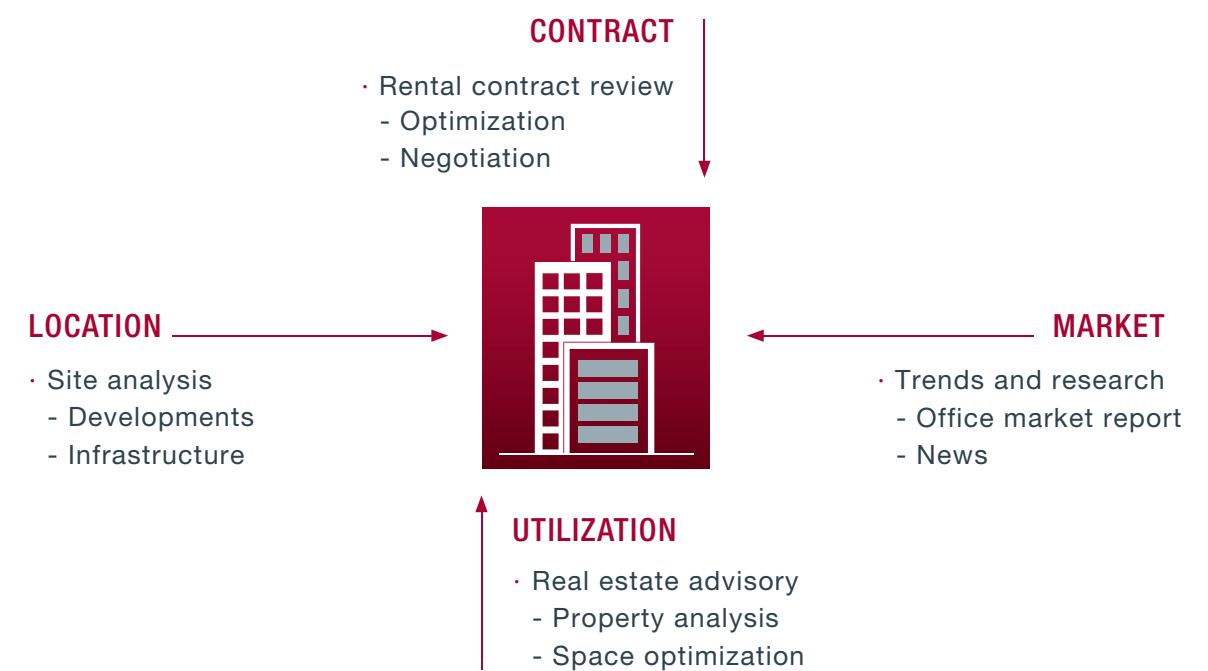 CONTRACT
· Rental contract review
- Optimization
- Negotiation
LOCATION
· Site analysis
- Developments
- Infrastructure
MARKET
· Trends and research
- Office market report
- News
UTILIZATION
· Real estate advisory
- Property analysis
- Space optimization